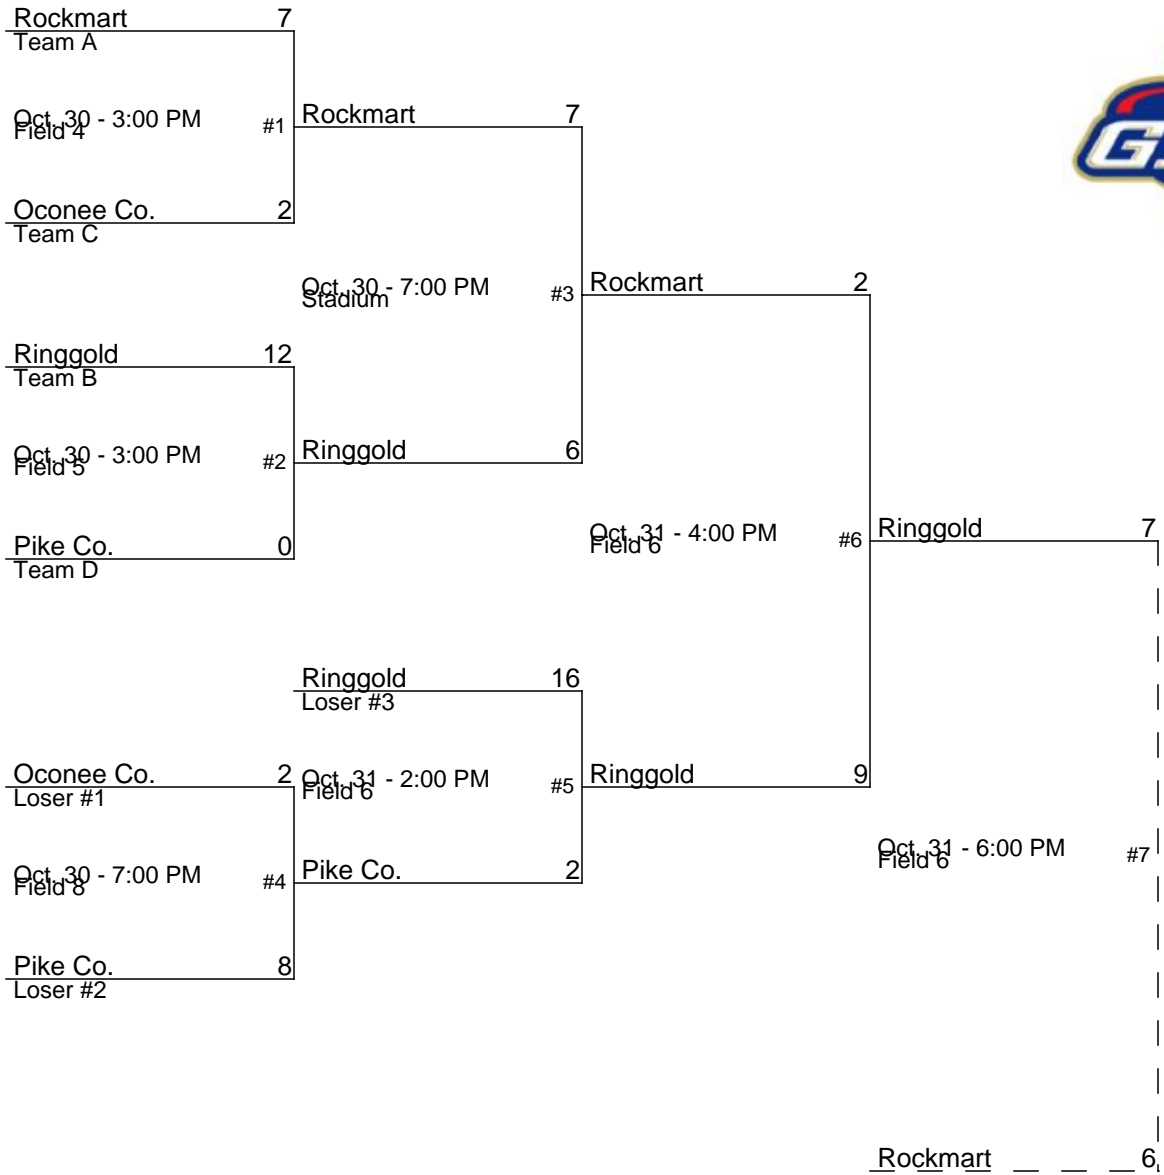 Rockmart 7
Team A
Oct. 30 - 3:00 PM
Field 4
#1
Rockmart 7
Oconee Co. 2
Team C
Oct. 30 - 7:00 PM
Stadium
#3
Rockmart 2
Ringgold 12
Team B
Oct. 30 - 3:00 PM
Field 5
#2
Ringgold 6
Pike Co. 0
Team D
Oct. 31 - 4:00 PM
Field 6
#6
Ringgold 7
Ringgold 16
Loser #3
Oconee Co. 2
Loser #1
Oct. 31 - 2:00 PM
Field 6
#5
Ringgold 9
Oct. 30 - 7:00 PM
Field 8
#4
Pike Co. 2
Oct. 31 - 6:00 PM
Field 6
#7
Pike Co. 8
Loser #2
Rockmart 6